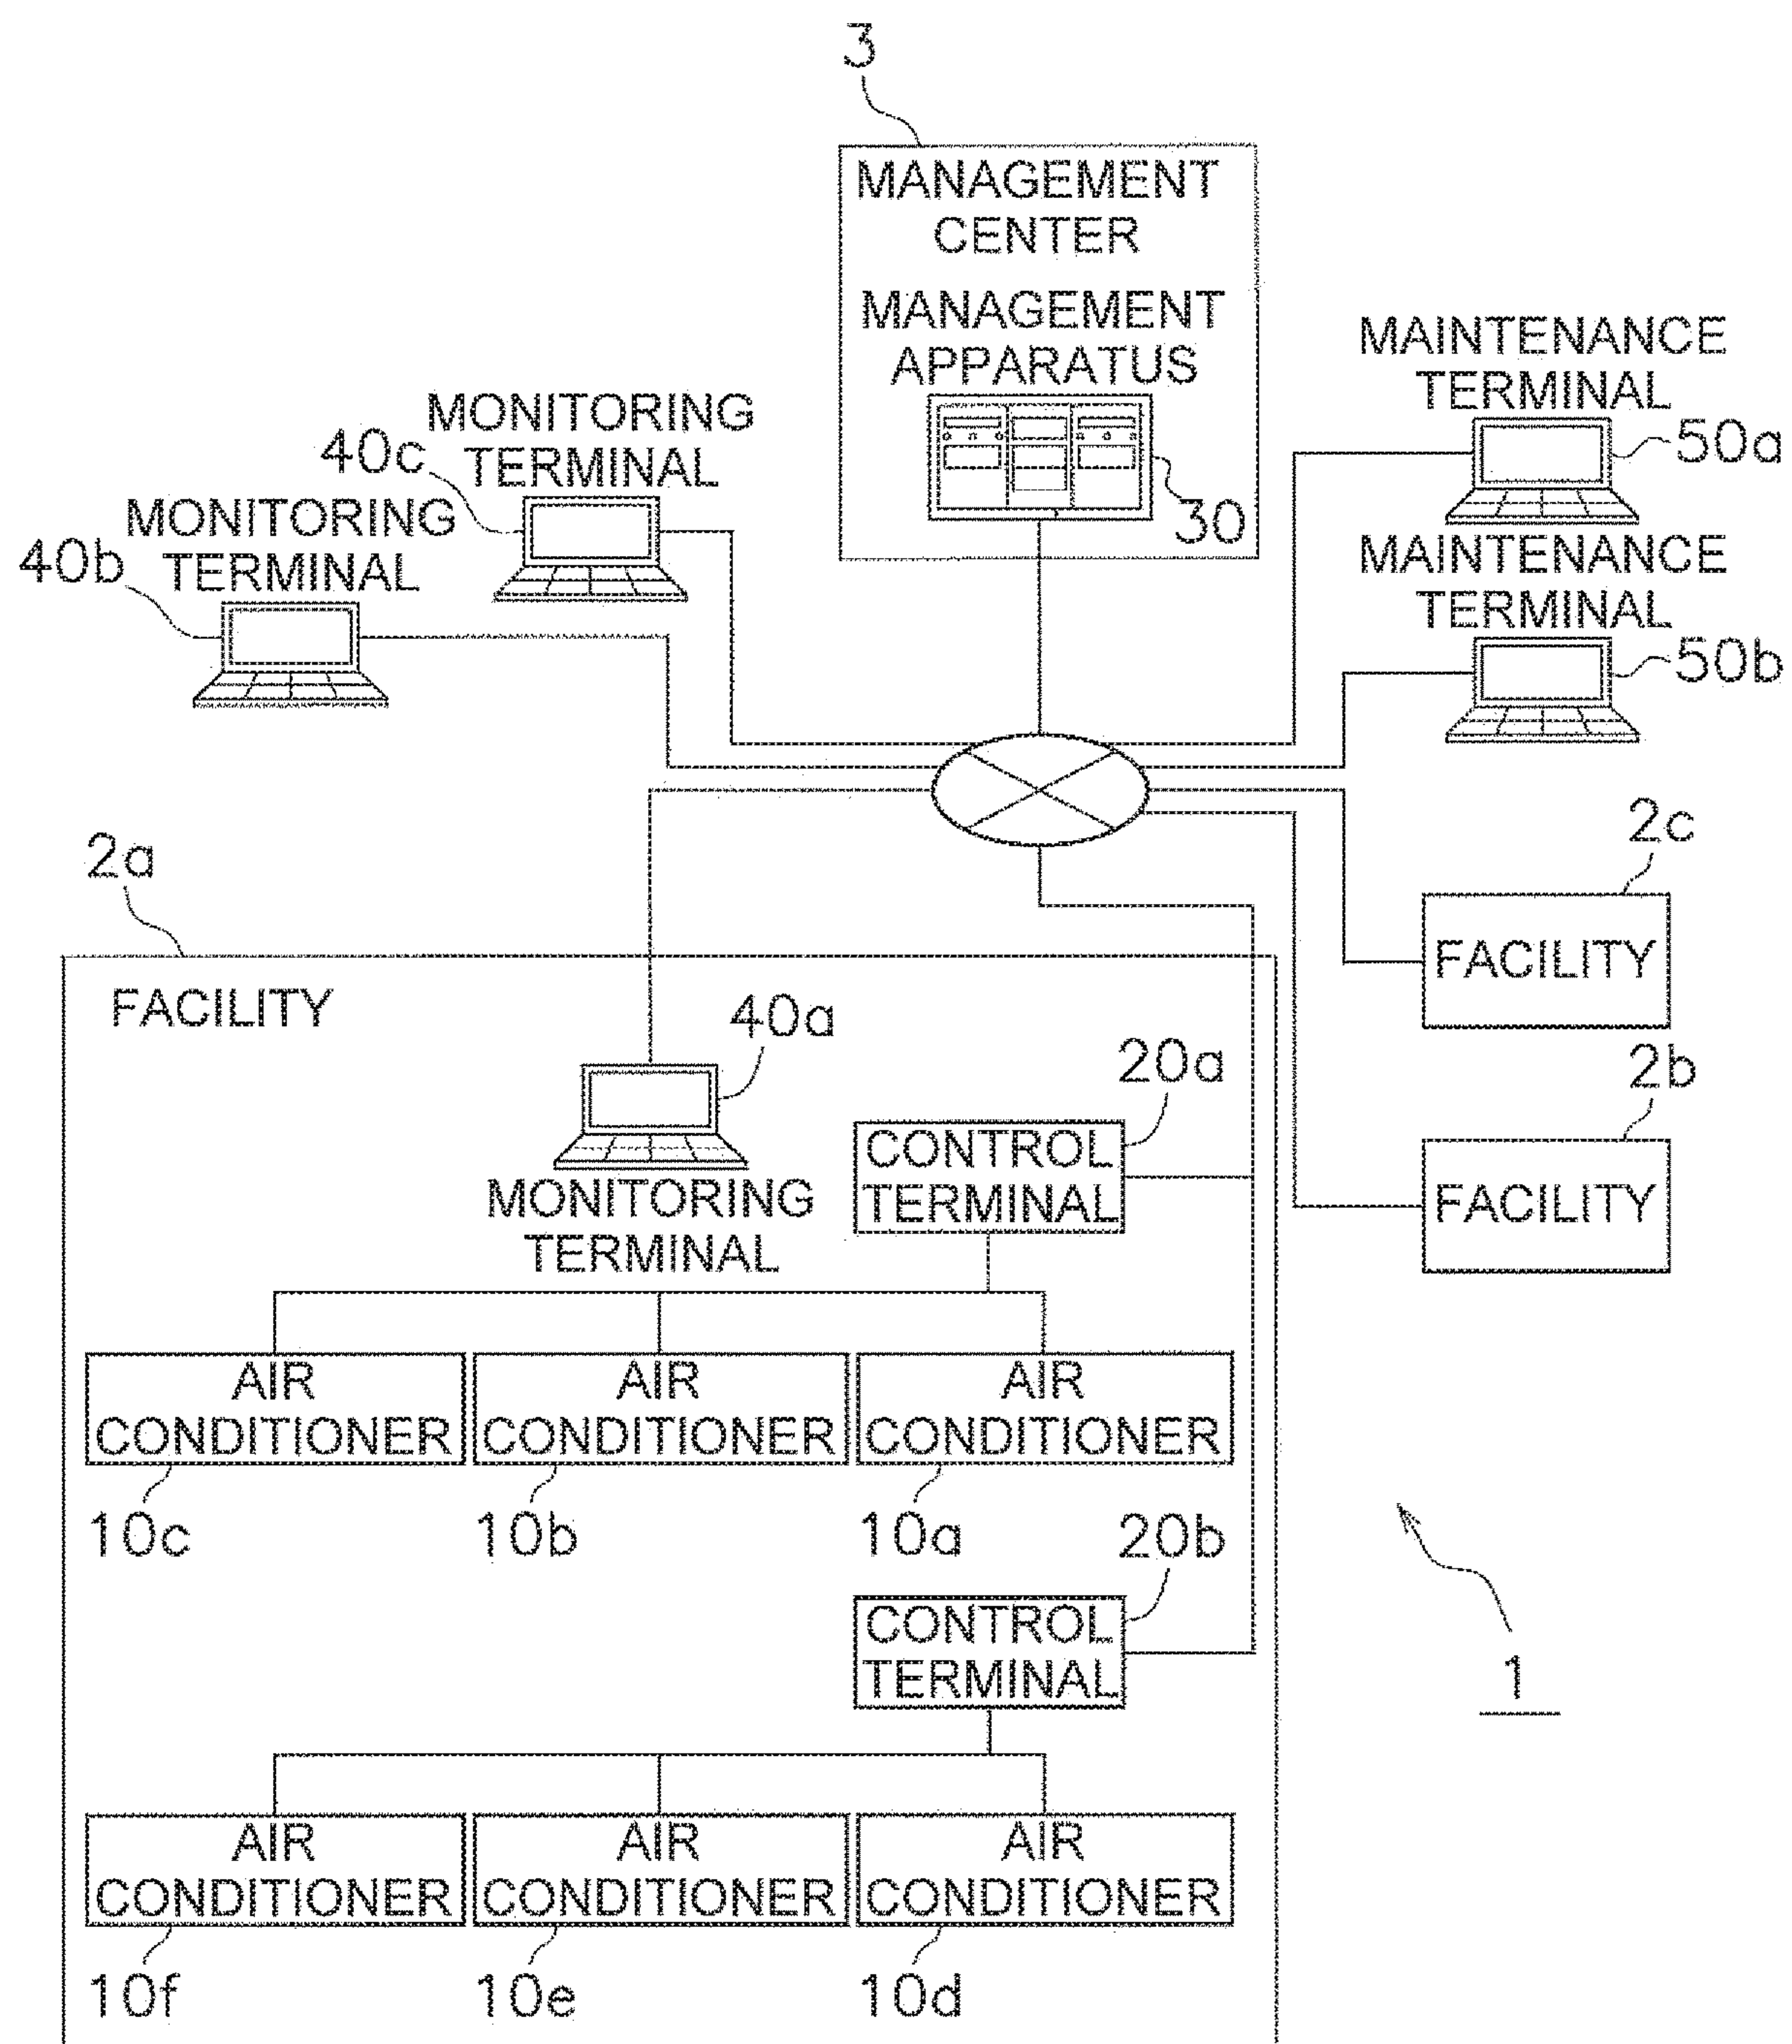 3
MANAGEMENT
CENTER
MANAGEMENT
APPARATUS
30
MONITORING
TERMINAL
40c
MONITORING
TERMINAL
40b
MAINTENANCE
TERMINAL
50a
MAINTENANCE
TERMINAL
50b
2c
FACILITY
2b
FACILITY
2a
FACILITY
40a
MONITORING
TERMINAL
20a
CONTROL
TERMINAL
AIR
CONDITIONER
10c
AIR
CONDITIONER
10b
AIR
CONDITIONER
10a
20b
CONTROL
TERMINAL
AIR
CONDITIONER
10f
AIR
CONDITIONER
10e
AIR
CONDITIONER
10d
1